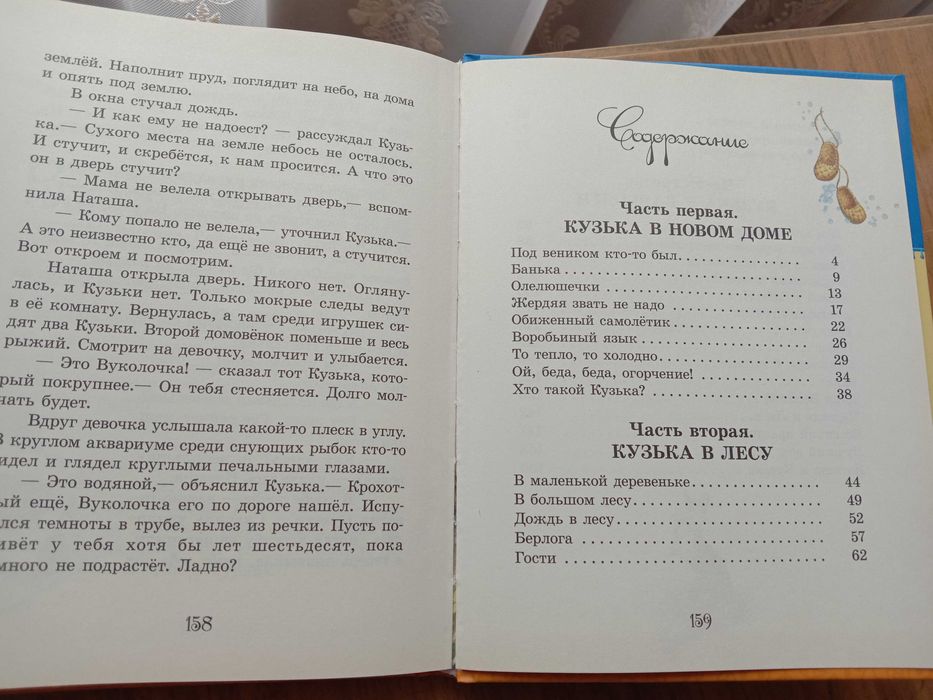 землёй. Наполнит пруд, поглядит на небо, на дома
и опять под землю.
В окна стучал дождь.
— И как ему не надоест? — рассуждал Кузь-
ка.— Сухого места на земле небось не осталось.
И стучит, и скребётся, к нам просится. А что это
он в дверь стучит?
— Мама не велела открывать дверь,— вспом-
нила Наташа.
— Кому попало не велела,— уточнил Кузька.—
А это неизвестно кто, да ещё не звонит, а стучится.
Вот откроем и посмотрим.
Наташа открыла дверь. Никого нет. Огляну-
лась, и Кузьки нет. Только мокрые следы ведут
в её комнату. Вернулась, а там среди игрушек си-
дят два Кузьки. Второй домовёнок поменьше и весь
рыжий. Смотрит на девочку, молчит и улыбается.
— Это Вуколочка! — сказал тот Кузька, кото-
рый покрупнее.— Он тебя стесняется. Долго мол-
чать будет.
Вдруг девочка услышала какой-то плеск в углу.
В круглом аквариуме среди снующих рыбок кто-то
идел и глядел круглыми печальными глазами.
— Это водяной,— объяснил Кузька.— Крохот-
ный ещё, Вуколочка его по дороге нашёл. Испу-
лся темноты в трубе, вылез из речки. Пусть по-
ивёт у тебя хотя бы лет шестьдесят, пока
много не подрастёт. Ладно?
158
Содержание
Часть первая.
КУЗЬКА В НОВОМ ДОМЕ
Под веником кто-то был. 4
Банька 9
Олелюшечки 13
Жердяя звать не надо 17
Обиженный самолётик 22
Воробьиный язык 26
То тепло, то холодно 29
Ой, беда, беда, огорчение! 34
Хто такой Кузька? 38
Часть вторая.
КУЗЬКА В ЛЕСУ
В маленькой деревеньке 44
В большом лесу 49
Дождь в лесу 52
Берлога 57
Гости 62
159